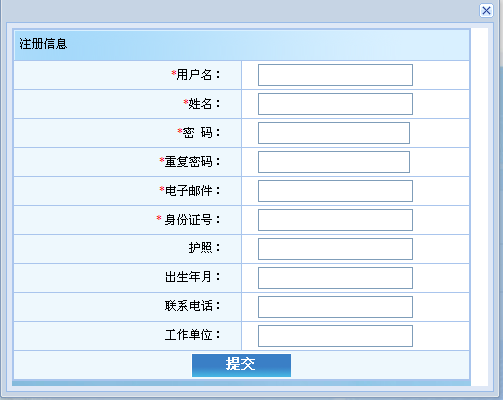 注册信息
*用户名：
*姓名：
*密 码：
*重复密码：
*电子邮件：
* 身份证号：
护照：
出生年月：
联系电话：
工作单位：
提交